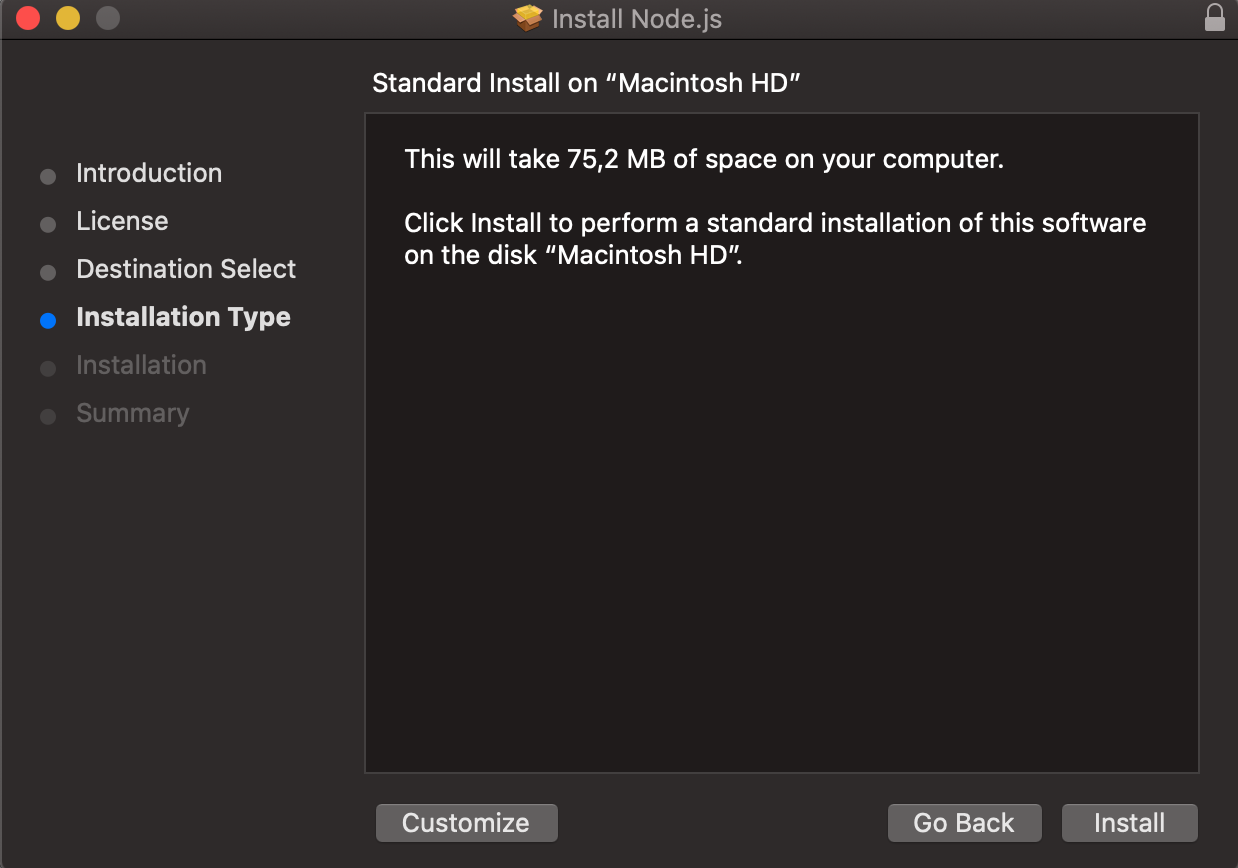 Install Node.js
Standard Install on “Macintosh HD”
Introduction
License
Destination Select
Installation Type
Installation
Summary
This will take 75,2 MB of space on your computer.
Click Install to perform a standard installation of this software
on the disk “Macintosh HD”.
Customize
Go Back
Install